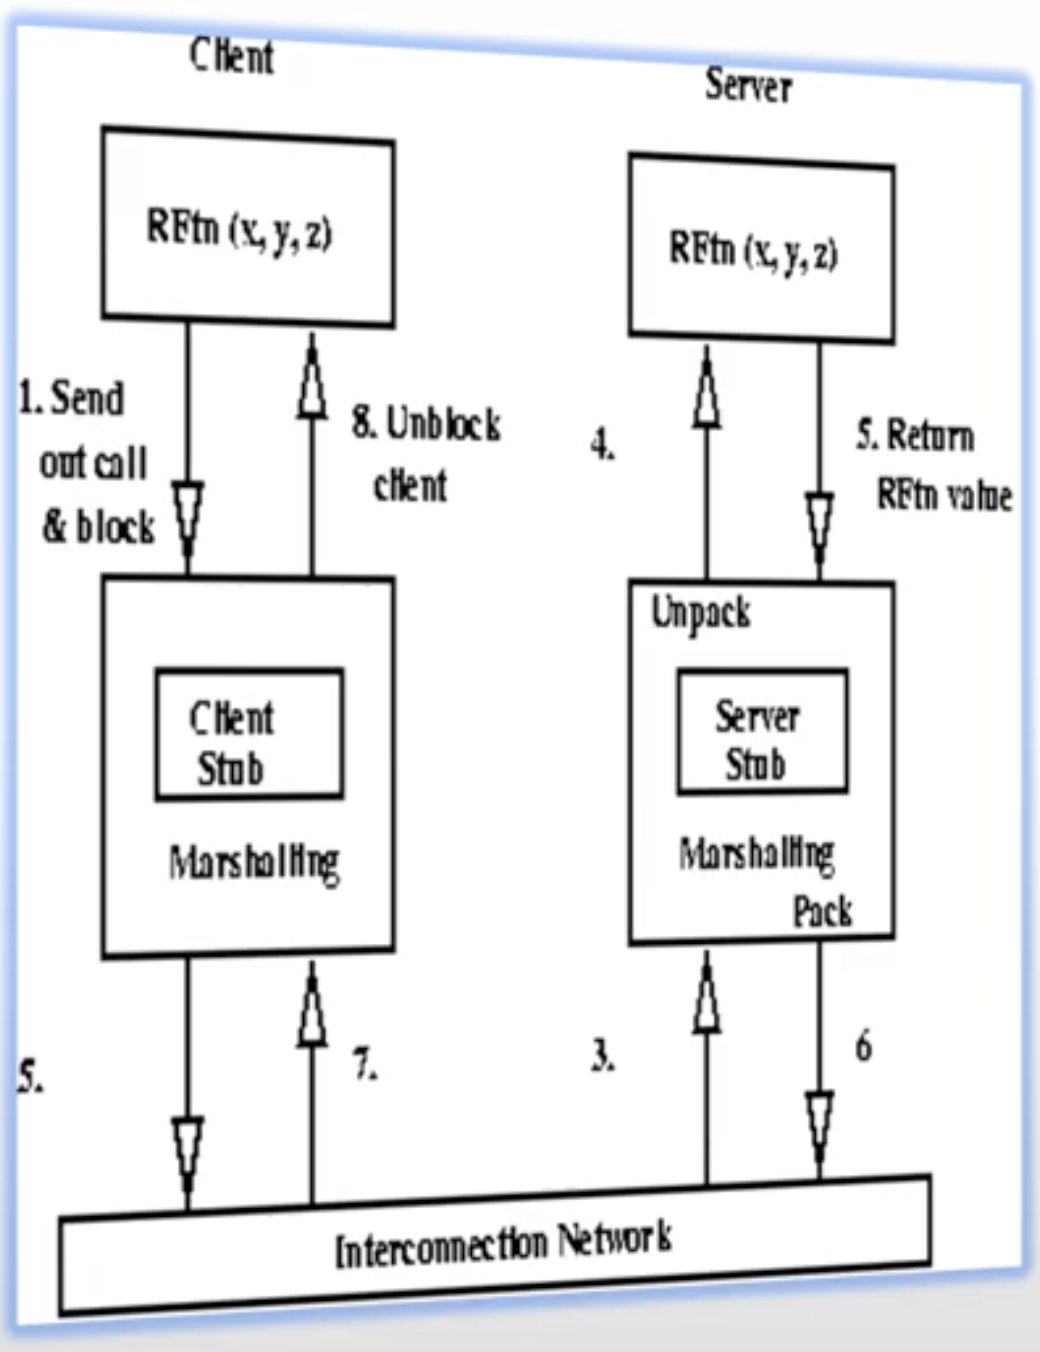 Client
Server
RFtn (x, y, z)
RFtn (x, y, z)
1. Send
out call
& block
8. Unblock
client
4.
5. Return
RFtn value
Client
Stub
Marshalling
Unpack
Server
Stub
Marshalling
Pack
5.
7.
3.
6
Interconnection Network